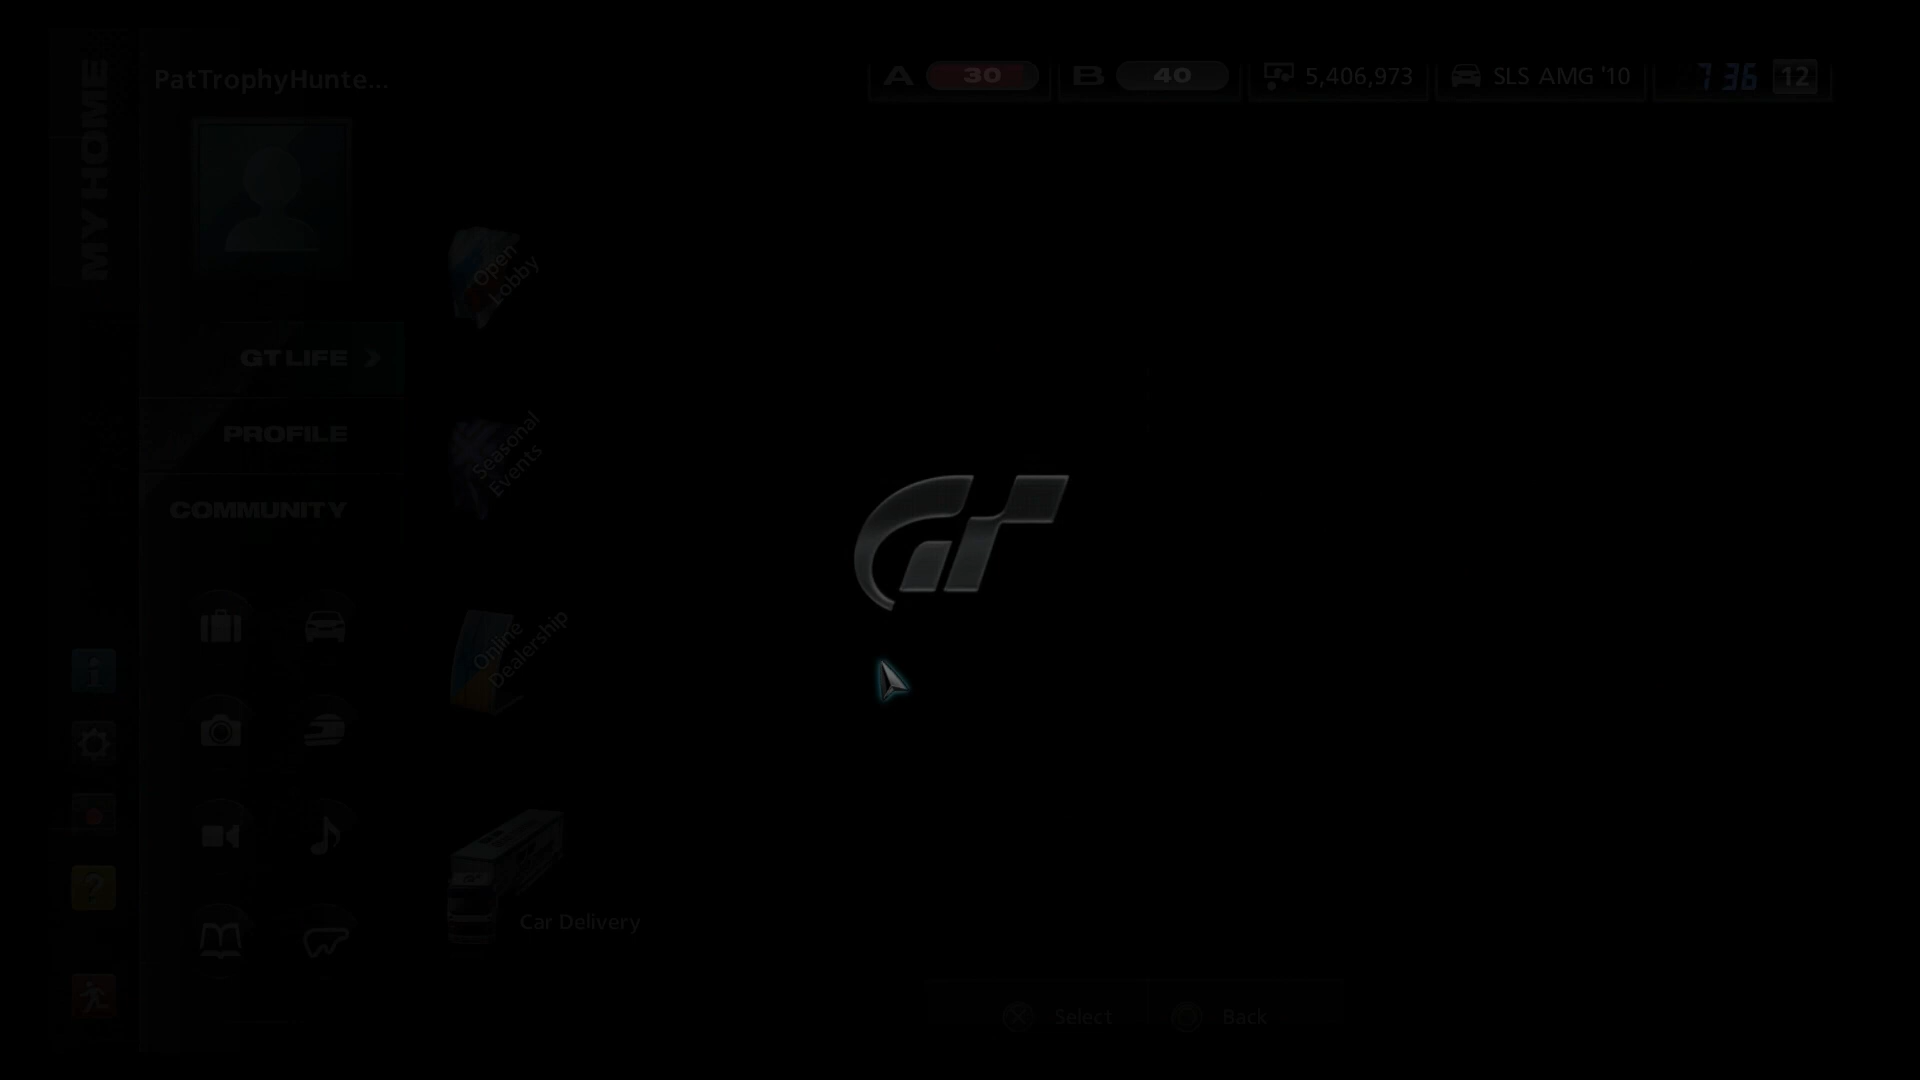 MY HOME
PatTrophyHunte...
A 30
B 40
5,406,973
SLS AMG '10
7 36
12
Open
Lobby
GT LIFE
PROFILE
Seasonal
Events
COMMUNITY
GT
Online
Dealership
Car Delivery
Select
Back